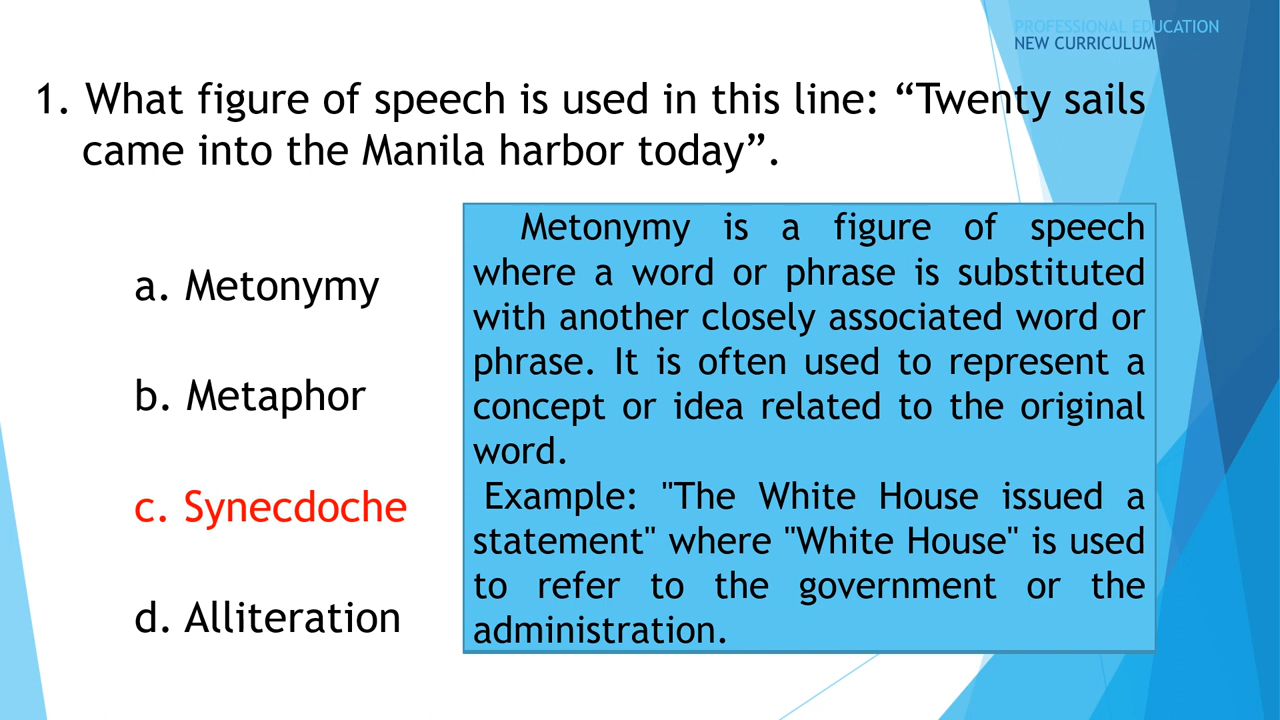 PROFESSIONAL EDUCATION
NEW CURRICULUM
1. What figure of speech is used in this line: “Twenty sails
came into the Manila harbor today”.
a. Metonymy
b. Metaphor
c. Synecdoche
d. Alliteration
Metonymy is a figure of speech
where a word or phrase is substituted
with another closely associated word or
phrase. It is often used to represent a
concept or idea related to the original
word.
Example: "The White House issued a
statement" where "White House" is used
to refer to the government or the
administration.